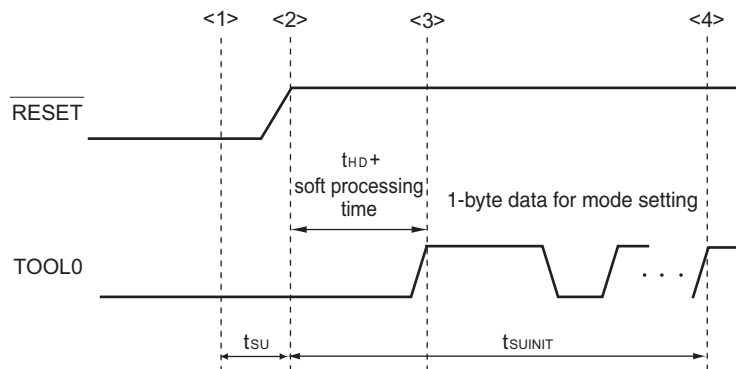 <1> <2> <3> <4>
RESET
tHD +
soft processing
time
1-byte data for mode setting
TOOL0
. . . .
tSU
tSUINIT